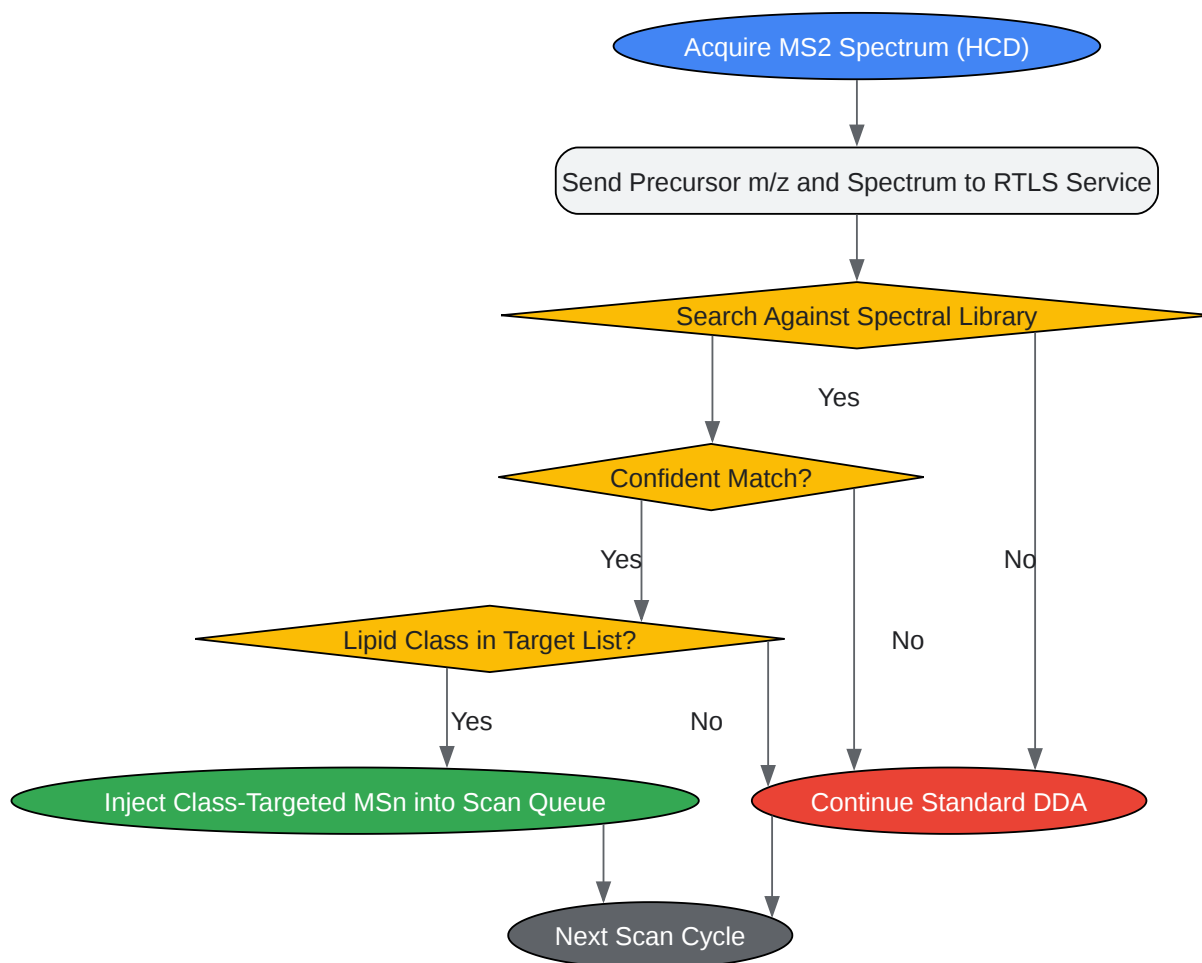 Acquire MS2 Spectrum (HCD)
Send Precursor m/z and Spectrum to RTLS Service
Search Against Spectral Library
Yes
Confident Match?
Yes
No
Lipid Class in Target List?
No
Yes
No
Inject Class-Targeted MSn into Scan Queue
Continue Standard DDA
Next Scan Cycle